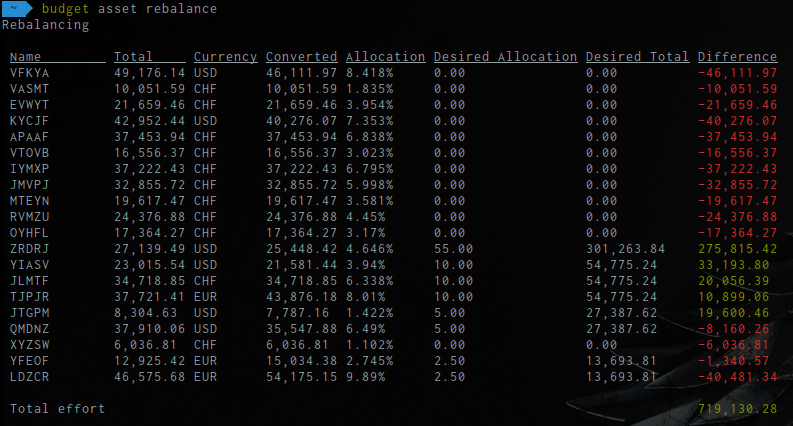 ~ budget asset rebalance
Rebalancing
Name Total Currency Converted Allocation Desired Allocation Desired Total Difference
VFKYA 49,176.14 USD 46,111.97 8.418% 0.00 0.00 -46,111.97
VASMT 10,051.59 CHF 10,051.59 1.835% 0.00 0.00 -10,051.59
EVWYT 21,659.46 CHF 21,659.46 3.954% 0.00 0.00 -21,659.46
KYCJF 42,952.44 USD 40,276.07 7.353% 0.00 0.00 -40,276.07
APAAF 37,453.94 CHF 37,453.94 6.838% 0.00 0.00 -37,453.94
VTOVB 16,556.37 CHF 16,556.37 3.023% 0.00 0.00 -16,556.37
IYMXP 37,222.43 CHF 37,222.43 6.795% 0.00 0.00 -37,222.43
JMVPJ 32,855.72 CHF 32,855.72 5.998% 0.00 0.00 -32,855.72
MTEYN 19,617.47 CHF 19,617.47 3.581% 0.00 0.00 -19,617.47
RVMZU 24,376.88 CHF 24,376.88 4.45% 0.00 0.00 -24,376.88
OYHFL 17,364.27 CHF 17,364.27 3.17% 0.00 0.00 -17,364.27
ZRDRJ 27,139.49 USD 25,448.42 4.646% 55.00 301,263.84 275,815.42
YIASV 23,015.54 USD 21,581.44 3.94% 10.00 54,775.24 33,193.80
JLMTF 34,718.85 CHF 34,718.85 6.338% 10.00 54,775.24 20,056.39
TJPJR 37,721.41 EUR 43,876.18 8.01% 10.00 54,775.24 10,899.06
JTGPM 8,304.63 USD 7,787.16 1.422% 5.00 27,387.62 19,600.46
QMDNZ 37,910.06 USD 35,547.88 6.49% 5.00 27,387.62 -8,160.26
XYZSW 6,036.81 CHF 6,036.81 1.102% 0.00 0.00 -6,036.81
YFEOF 12,925.42 EUR 15,034.38 2.745% 2.50 13,693.81 -1,340.57
LDZCR 46,575.68 EUR 54,175.15 9.89% 2.50 13,693.81 -40,481.34
Total effort 719,130.28